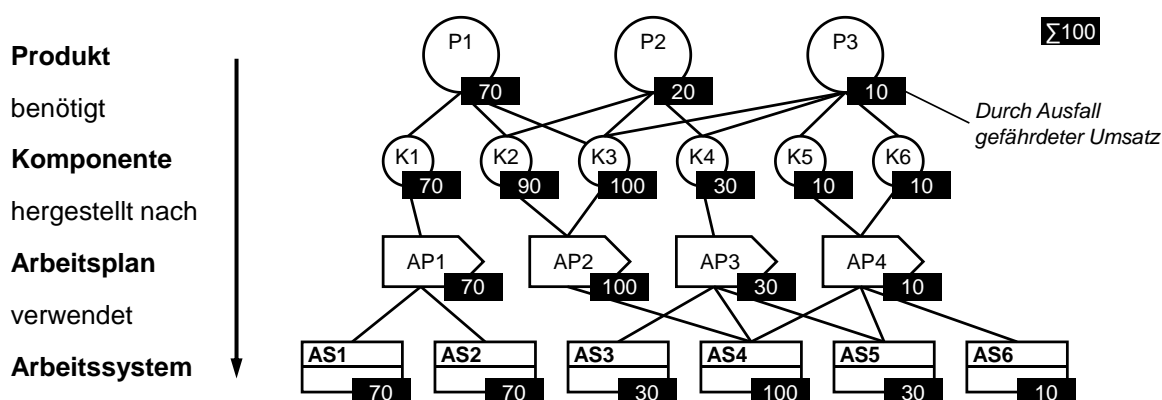 P1 P2 P3 ∑100
Produkt
70 20 10
benötigt
Durch Ausfall
gefährdeter Umsatz
Komponente
K1 K2 K3 K4 K5 K6
70 90 100 30 10 10
hergestellt nach
Arbeitsplan
AP1 AP2 AP3 AP4
70 100 30 10
verwendet
Arbeitssystem
AS1 AS2 AS3 AS4 AS5 AS6
70 70 30 100 30 10